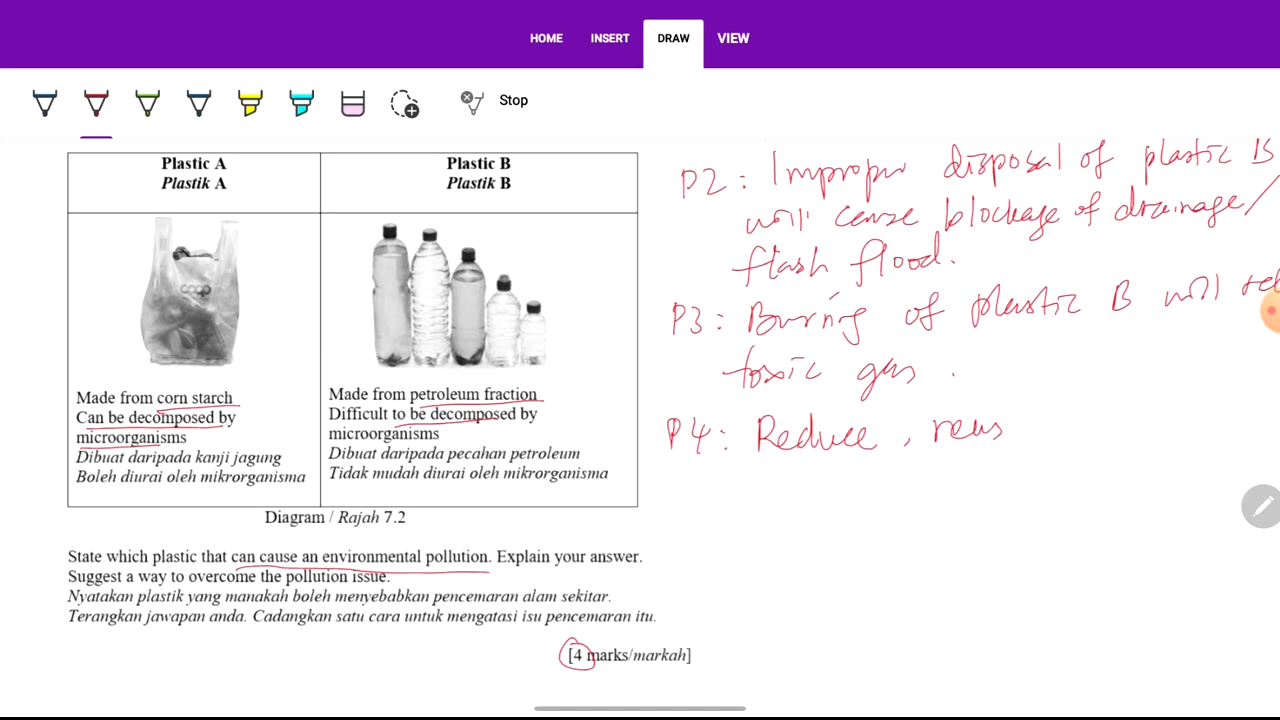 HOME INSERT DRAW VIEW
Stop
Plastic A
Plastik A
Plastic B
Plastik B
coop
Made from corn starch
Can be decomposed by
microorganisms
Dibuat daripada kanji jagung
Boleh diurai oleh mikrorganisma
Made from petroleum fraction
Difficult to be decomposed by
microorganisms
Dibuat daripada pecahan petroleum
Tidak mudah diurai oleh mikrorganisma
Diagram / Rajah 7.2
State which plastic that can cause an environmental pollution. Explain your answer.
Suggest a way to overcome the pollution issue.
Nyatakan plastik yang manakah boleh menyebabkan pencemaran alam sekitar.
Terangkan jawapan anda. Cadangkan satu cara untuk mengatasi isu pencemaran itu.
[4 marks/markah]
P2 : Improper disposal of plastic B
will cause blockage of drainage/
flash flood.
P3 : Burning of plastic B will rel
toxic gas .
P4 : Reduce , reus